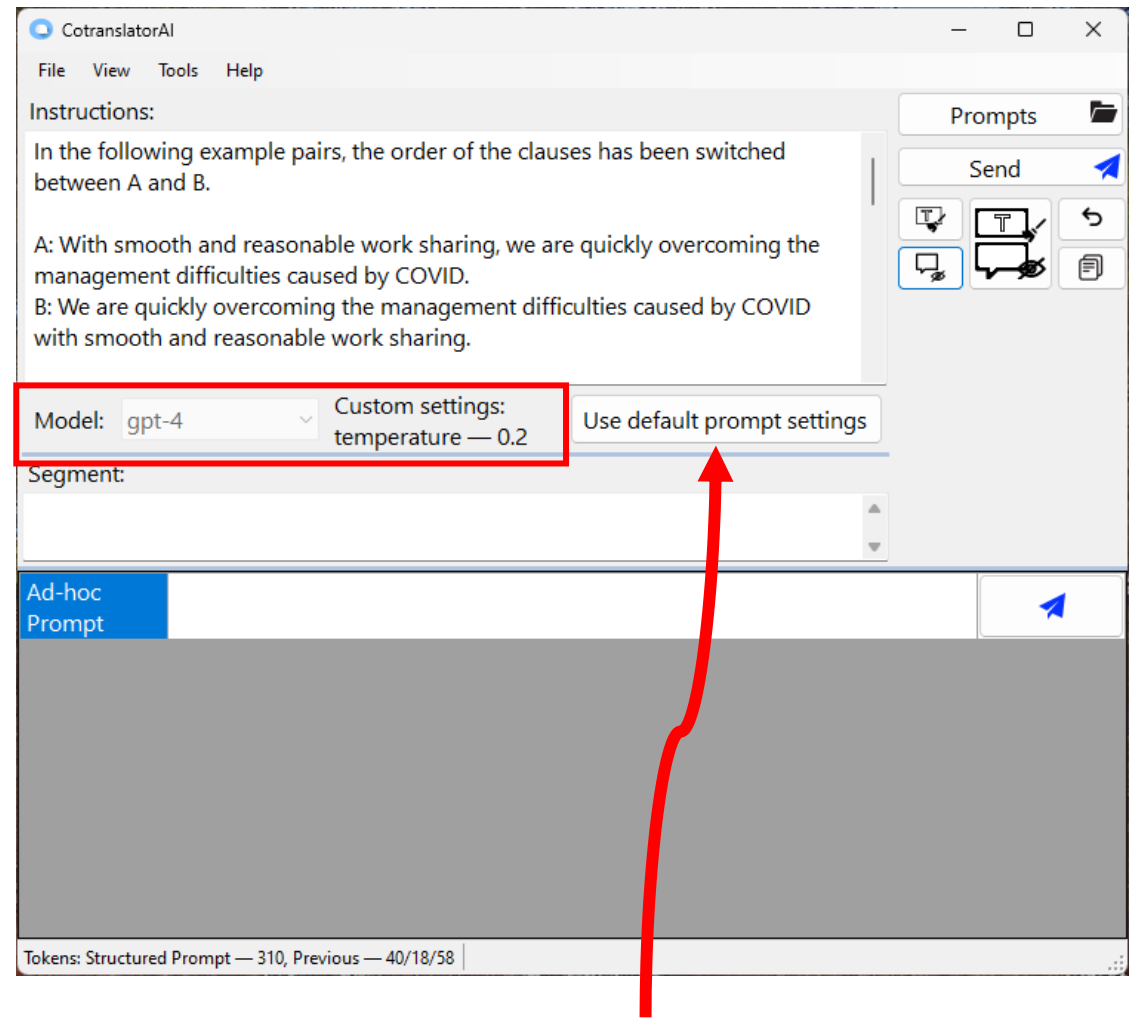 CotranslatorAI
File View Tools Help
Instructions:
Prompts
In the following example pairs, the order of the clauses has been switched
between A and B.
Send
T
T
A: With smooth and reasonable work sharing, we are quickly overcoming the
management difficulties caused by COVID.
B: We are quickly overcoming the management difficulties caused by COVID
with smooth and reasonable work sharing.
Model: gpt-4
Custom settings:
temperature — 0.2
Use default prompt settings
Segment:
Ad-hoc
Prompt
Tokens: Structured Prompt — 310, Previous — 40/18/58